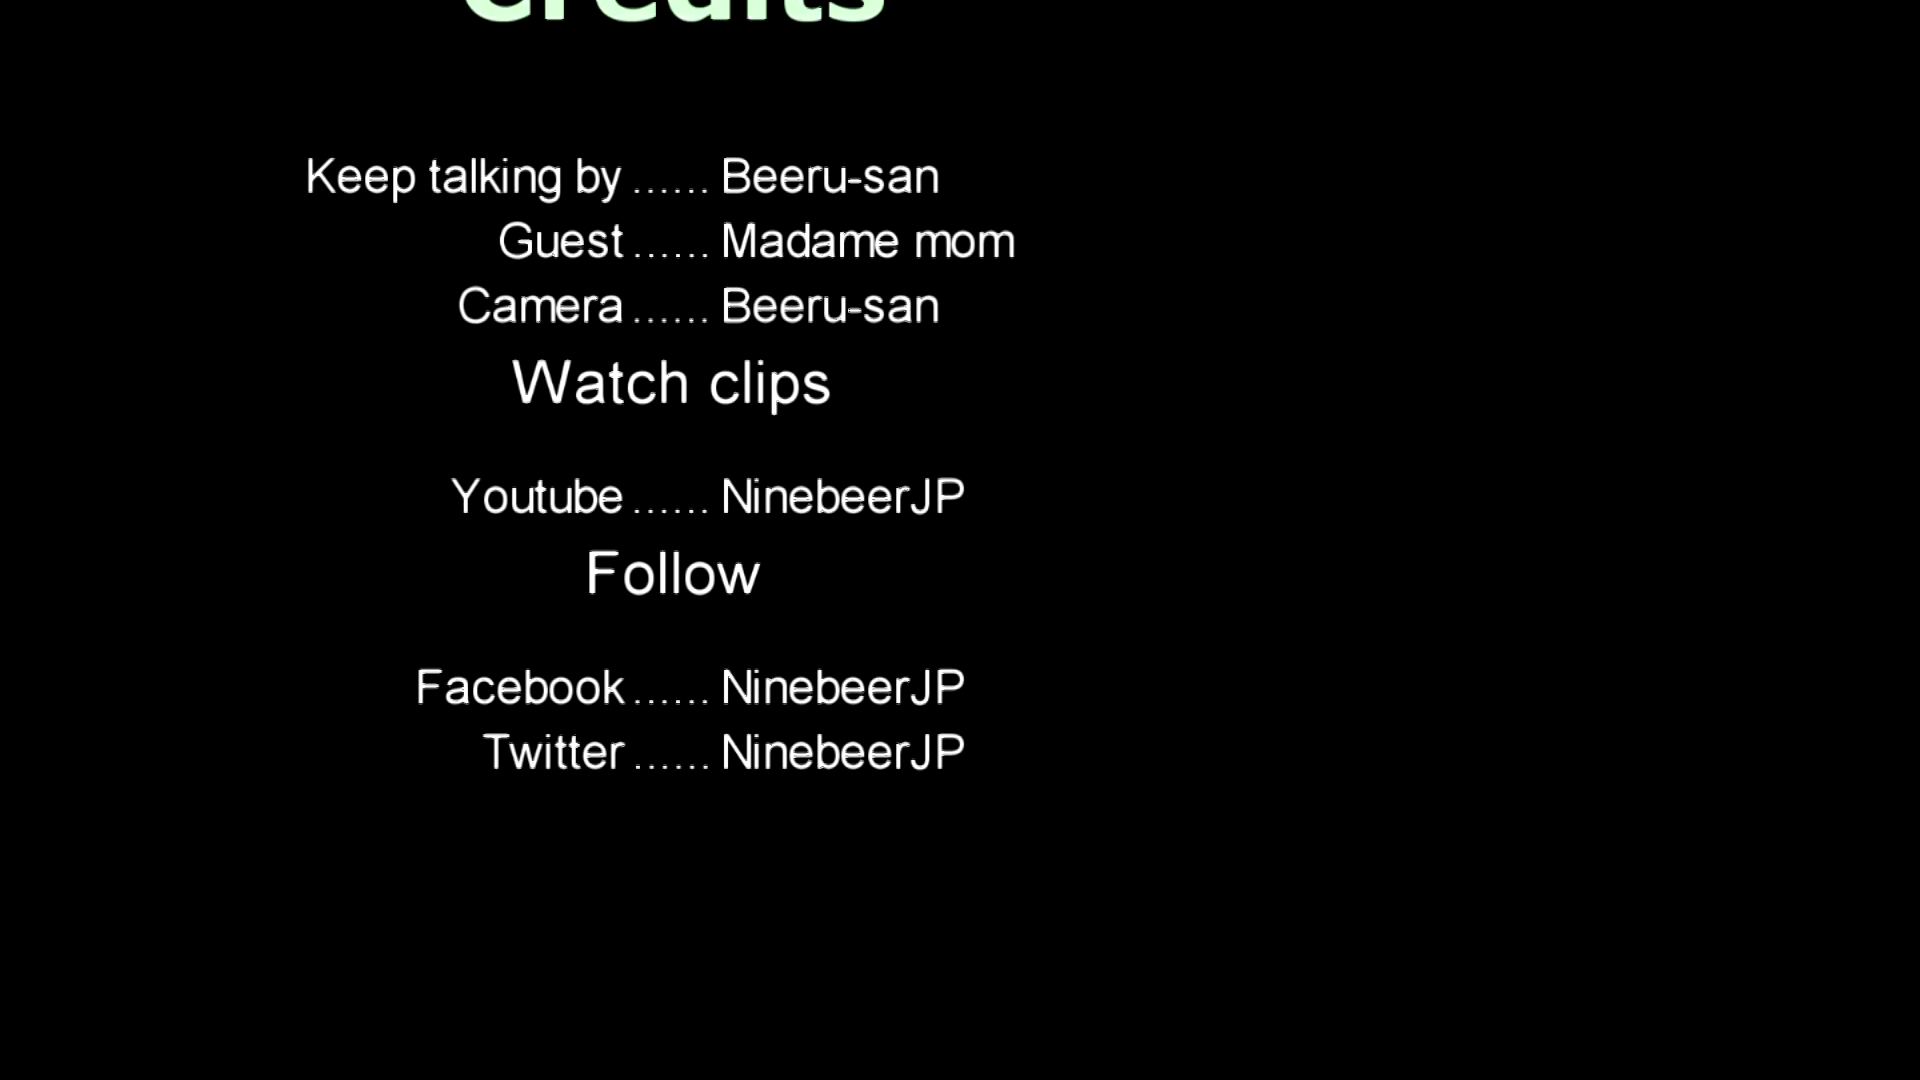 Credits
Keep talking by ...... Beeru-san
Guest ...... Madame mom
Camera ...... Beeru-san
Watch clips
Youtube ...... NinebeerJP
Follow
Facebook ...... NinebeerJP
Twitter ...... NinebeerJP